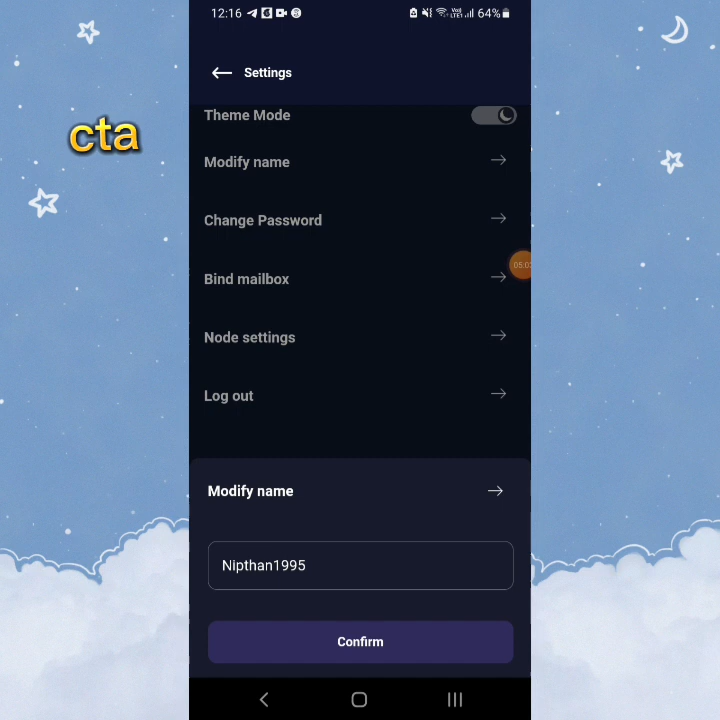 12:16
64%
Settings
cta
Theme Mode
Modify name
Change Password
Bind mailbox
Node settings
Log out
Modify name
Nipthan1995
Confirm